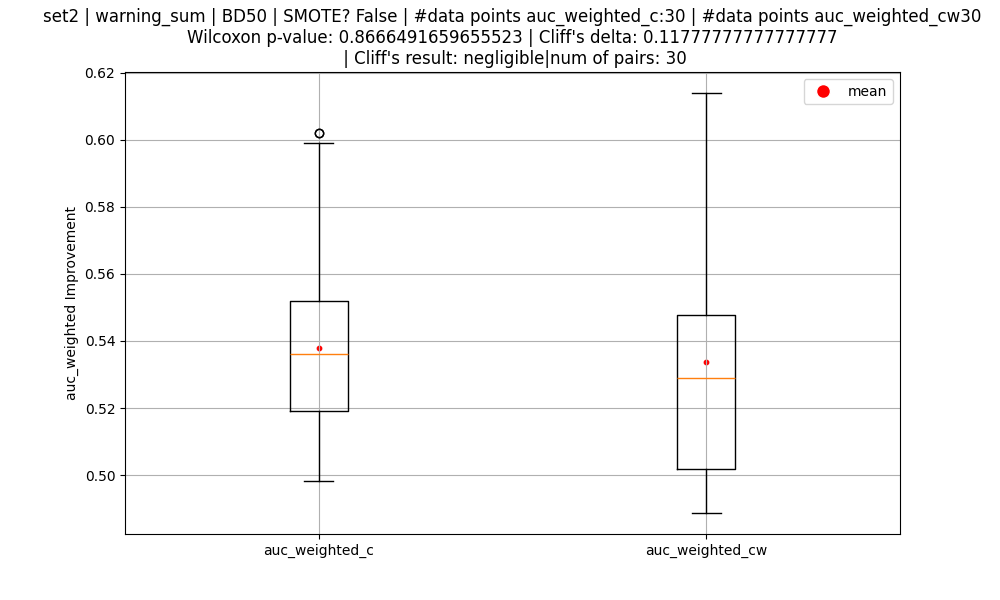 set2 | warning_sum | BD50 | SMOTE? False | #data points auc_weighted_c:30 | #data points auc_weighted_cw30
Wilcoxon p-value: 0.8666491659655523 | Cliff's delta: 0.11777777777777777
| Cliff's result: negligible|num of pairs: 30
mean
0.62
0.60
0.58
0.56
0.54
0.52
0.50
auc_weighted Improvement
auc_weighted_c
auc_weighted_cw